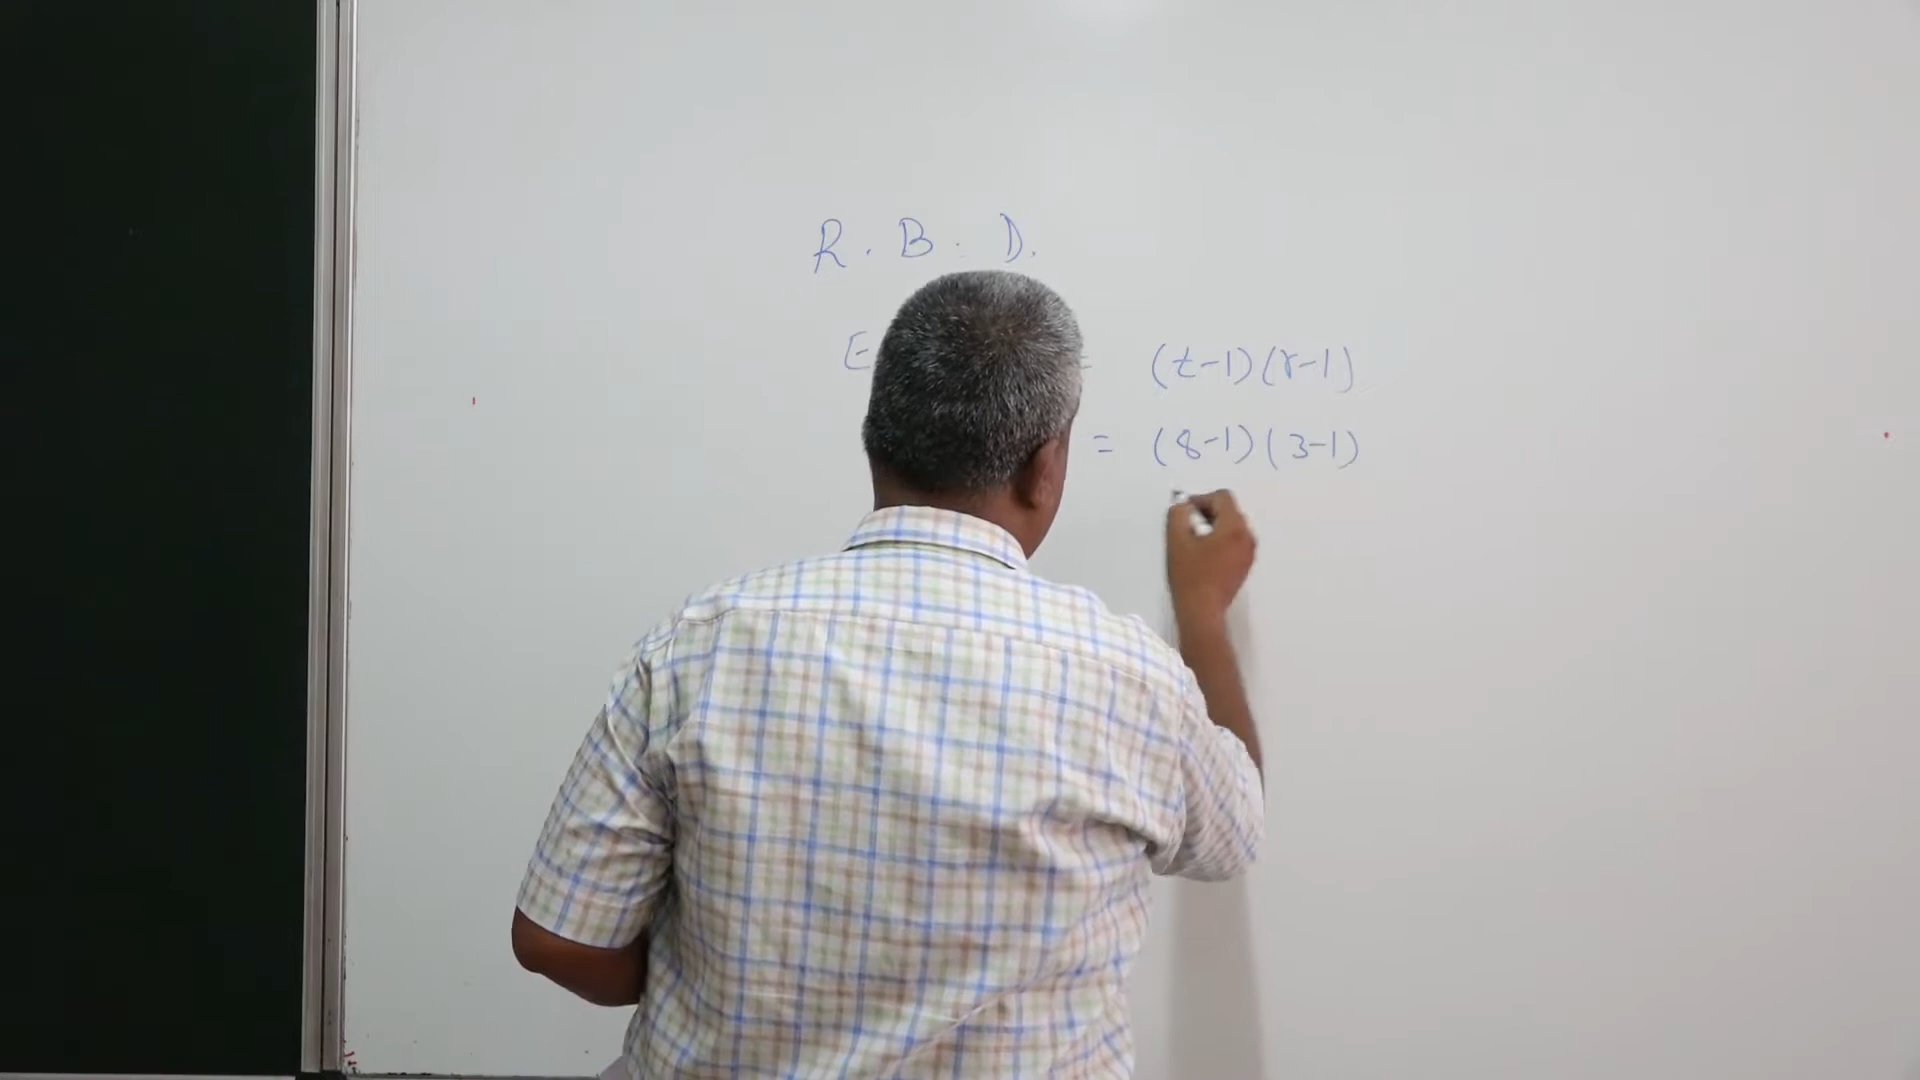 R. B. D.
E = (t-1)(r-1)
= (8-1)(3-1)